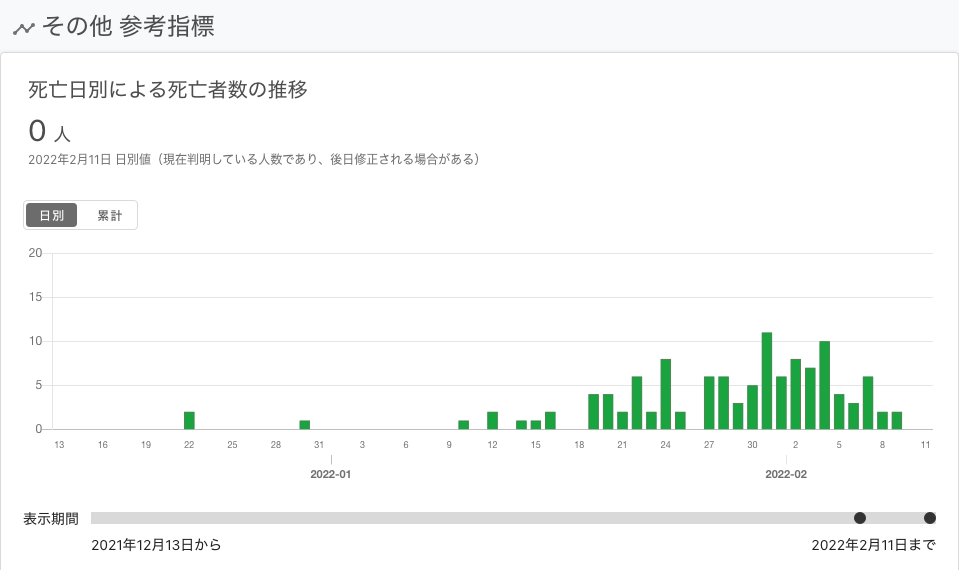 その他 参考指標
死亡日別による死亡者数の推移
0 人
2022年2月11日 日別値（現在判明している人数であり、後日修正される場合がある）
日別 累計
20
15
10
5
0
13 16 19 22 25 28 31 3 6 9 12 15 18 21 24 27 30 2 5 8 11
2022-01 2022-02
表示期間
2021年12月13日から 2022年2月11日まで